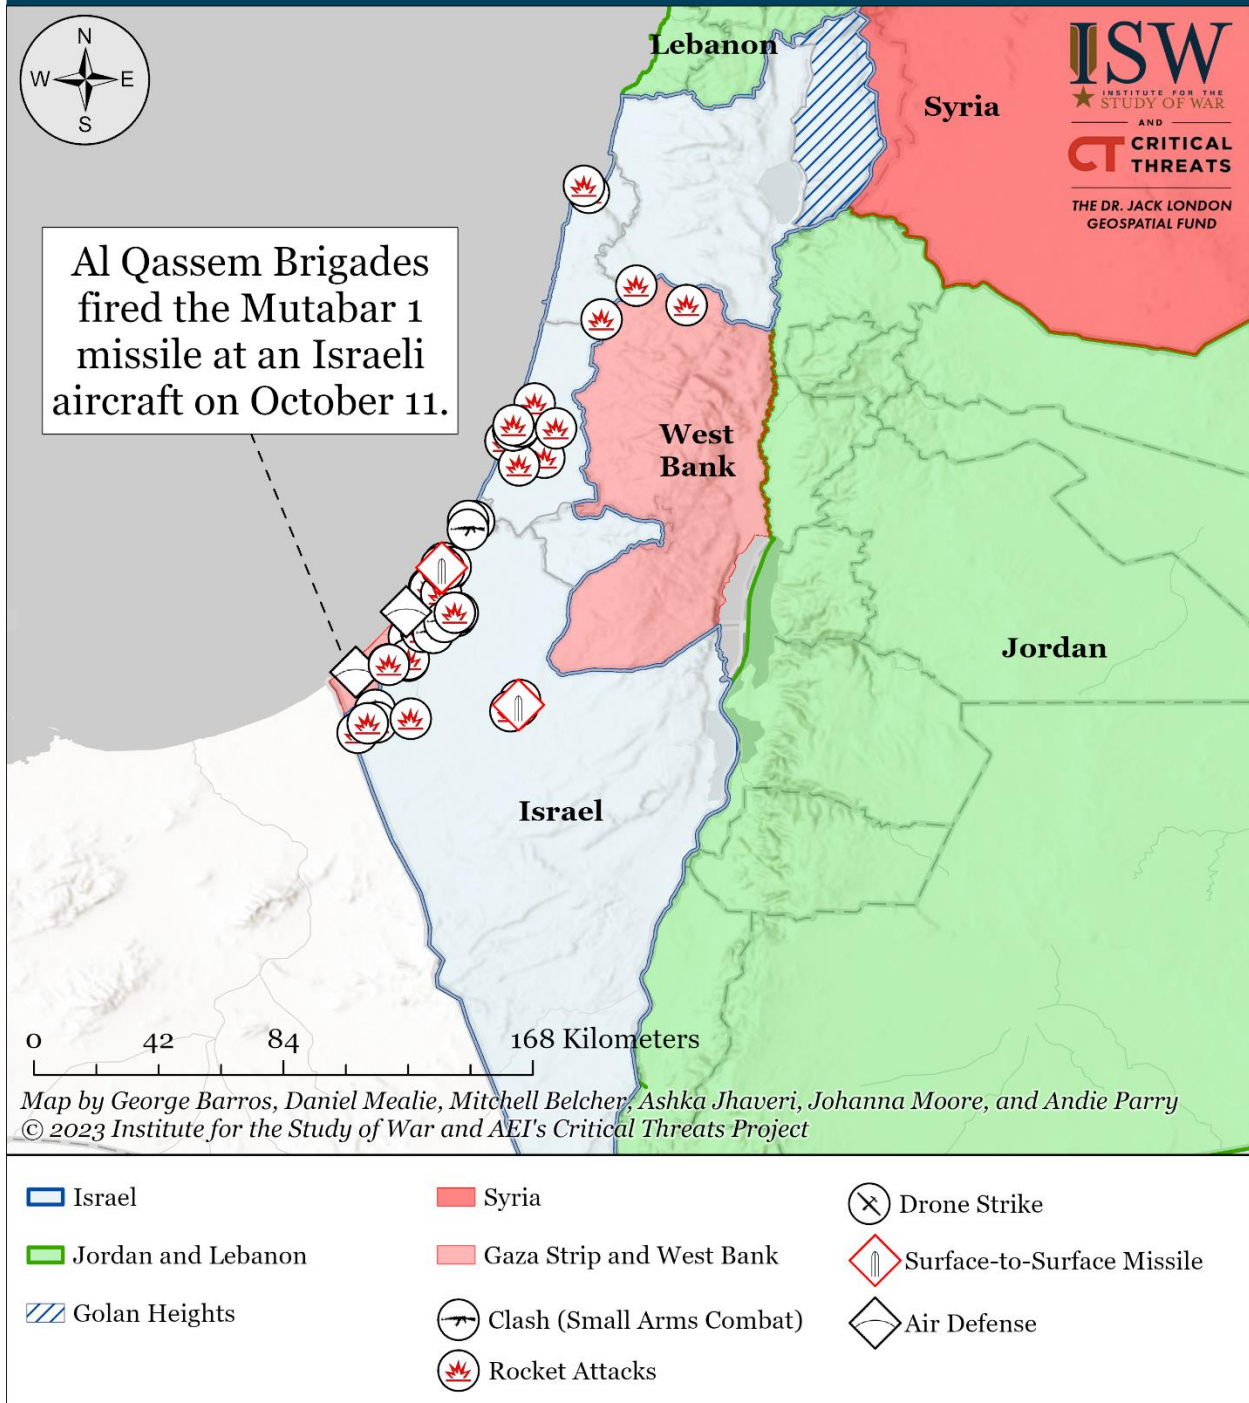 N
W
E
S
Lebanon
Syria
ISW
INSTITUTE FOR THE
STUDY OF WAR
AND
CT CRITICAL
THREATS
THE DR. JACK LONDON
GEOSPATIAL FUND
Al Qassem Brigades
fired the Mutabar 1
missile at an Israeli
aircraft on October 11.
West
Bank
Jordan
Israel
0 42 84 168 Kilometers
Map by George Barros, Daniel Mealie, Mitchell Belcher, Ashka Jhaveri, Johanna Moore, and Andie Parry
© 2023 Institute for the Study of War and AEI's Critical Threats Project
Israel
Jordan and Lebanon
Golan Heights
Syria
Gaza Strip and West Bank
Clash (Small Arms Combat)
Rocket Attacks
Drone Strike
Surface-to-Surface Missile
Air Defense